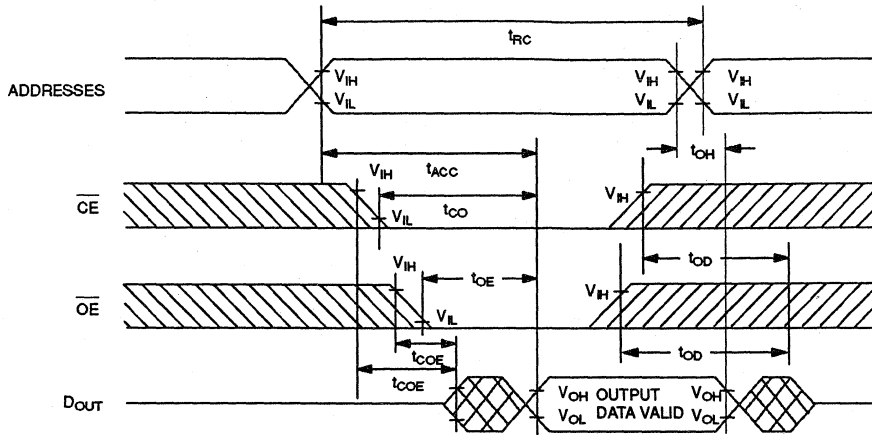 tRC
ADDRESSES
VIH VIH VIH
VIL VIL VIL
tOH
tACC
VIH
CE
tCO
VIH
VIL
tOD
VIH
tOE
VIH
OE
VIL
tCOE
tOD
tCOE
DOUT
VOH OUTPUT VOH
VOL DATA VALID VOL